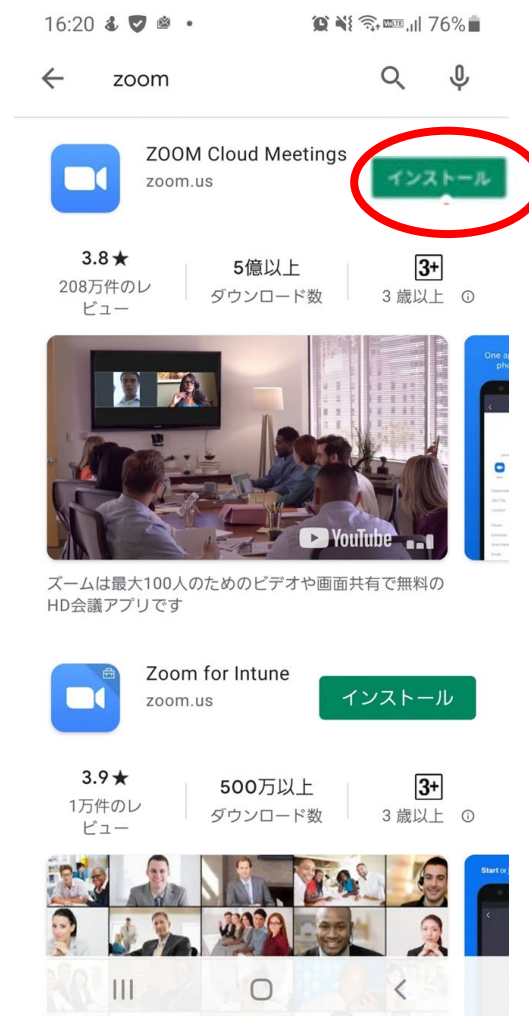 16:20
76%
zoom
ZOOM Cloud Meetings
zoom.us
インストール
3.8★
208万件のレ
ビュー
5億以上
ダウンロード数
3+
3 歳以上
One a
pho
YouTube
ズームは最大100人のためのビデオや画面共有で無料の
HD会議アプリです
Zoom for Intune
zoom.us
インストール
3.9★
1万件のレ
ビュー
500万以上
ダウンロード数
3+
3 歳以上
Start or